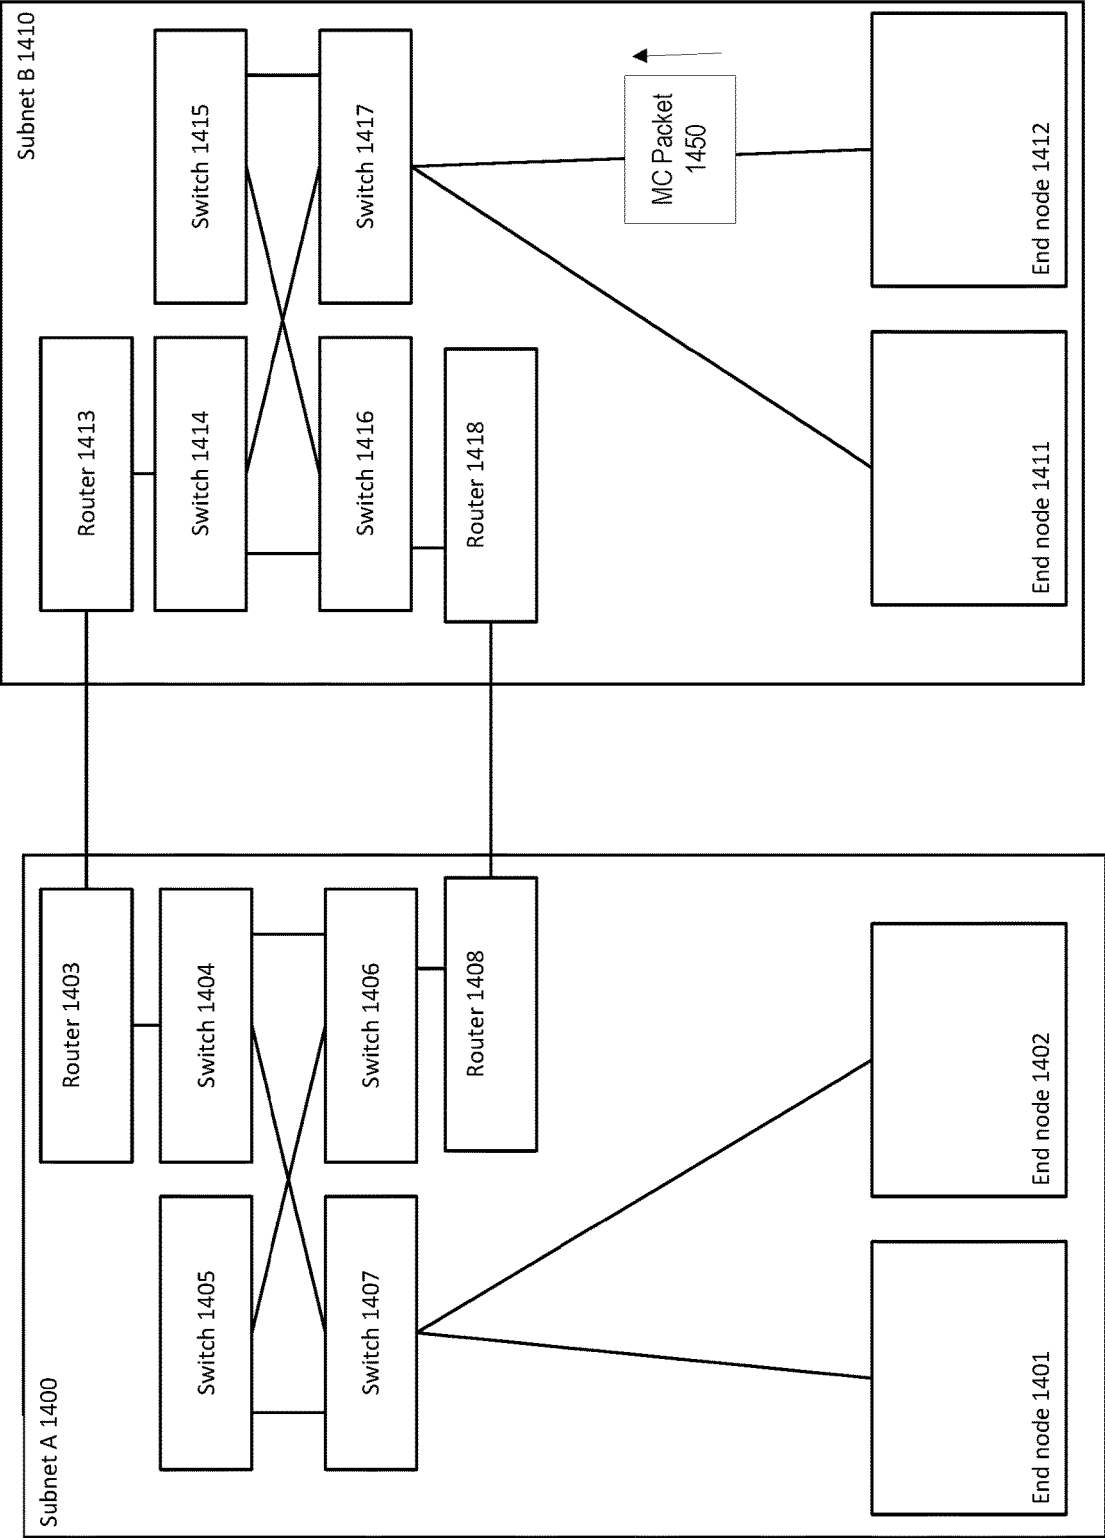 Subnet A 1400
Subnet B 1410
Router 1403
Router 1413
Switch 1405
Switch 1404
Switch 1414
Switch 1415
Switch 1407
Switch 1406
Switch 1416
Switch 1417
Router 1408
Router 1418
MC Packet
1450
End node 1401
End node 1402
End node 1411
End node 1412